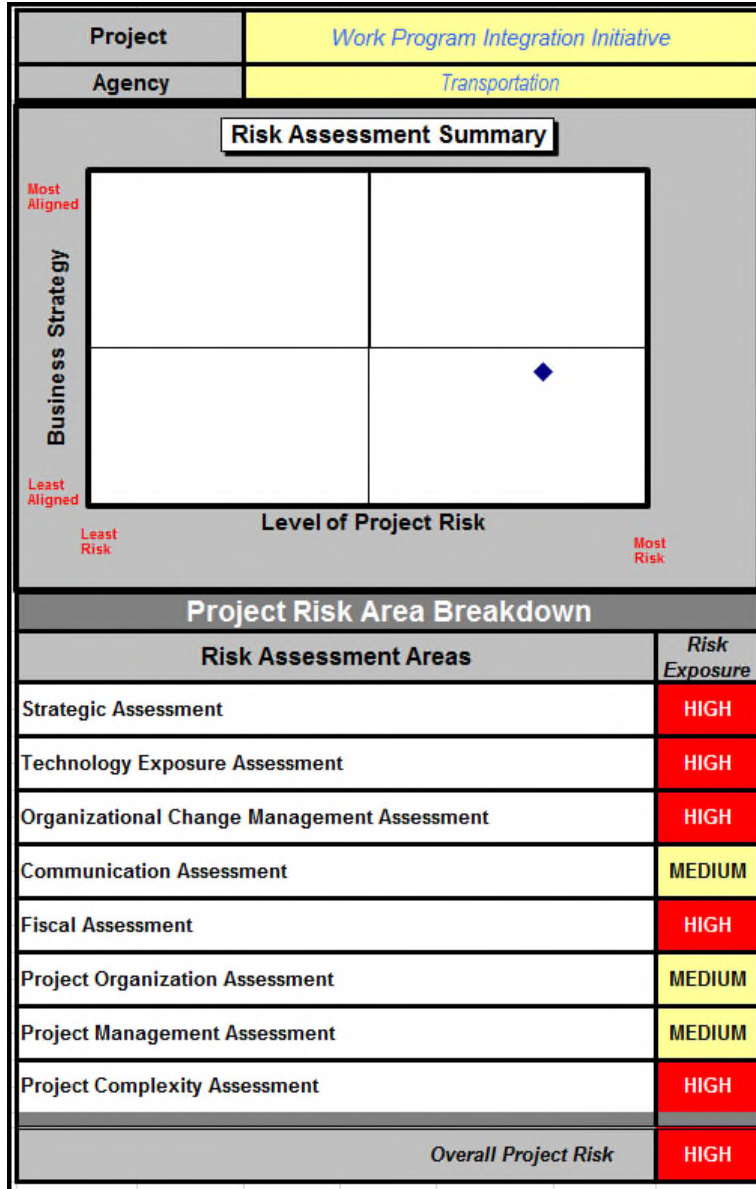 Project
Work Program Integration Initiative
Agency
Transportation
Risk Assessment Summary
Most
Aligned
Business Strategy
Least
Aligned
Level of Project Risk
Least
Risk
Most
Risk
Project Risk Area Breakdown
Risk Assessment Areas
Risk
Exposure
Strategic Assessment
HIGH
Technology Exposure Assessment
HIGH
Organizational Change Management Assessment
HIGH
Communication Assessment
MEDIUM
Fiscal Assessment
HIGH
Project Organization Assessment
MEDIUM
Project Management Assessment
MEDIUM
Project Complexity Assessment
HIGH
Overall Project Risk
HIGH